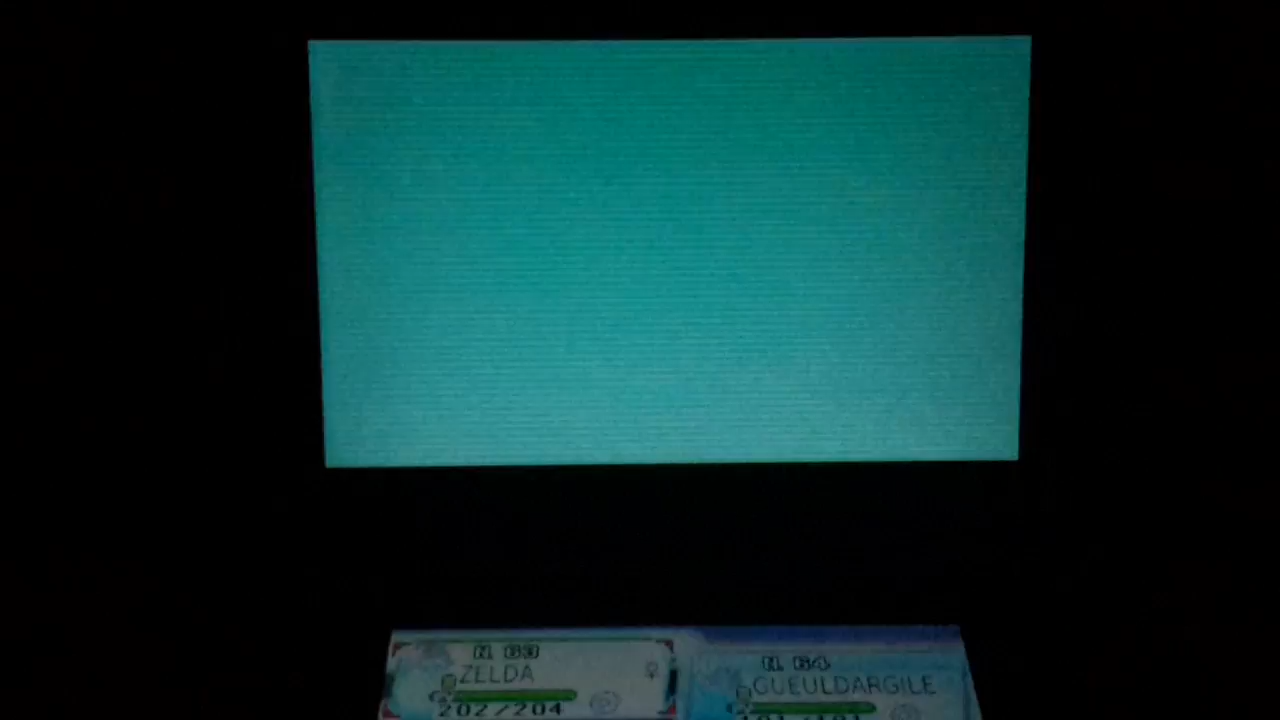 N. 63
N. 64
ZELDA ♀
GUEULDARGILE
202/204